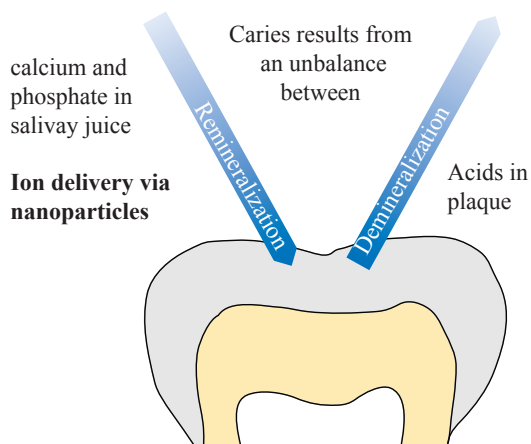 Caries results from
an unbalance
between
calcium and
phosphate in
salivay juice
Ion delivery via
nanoparticles
Remineralization
Demineralization
Acids in
plaque